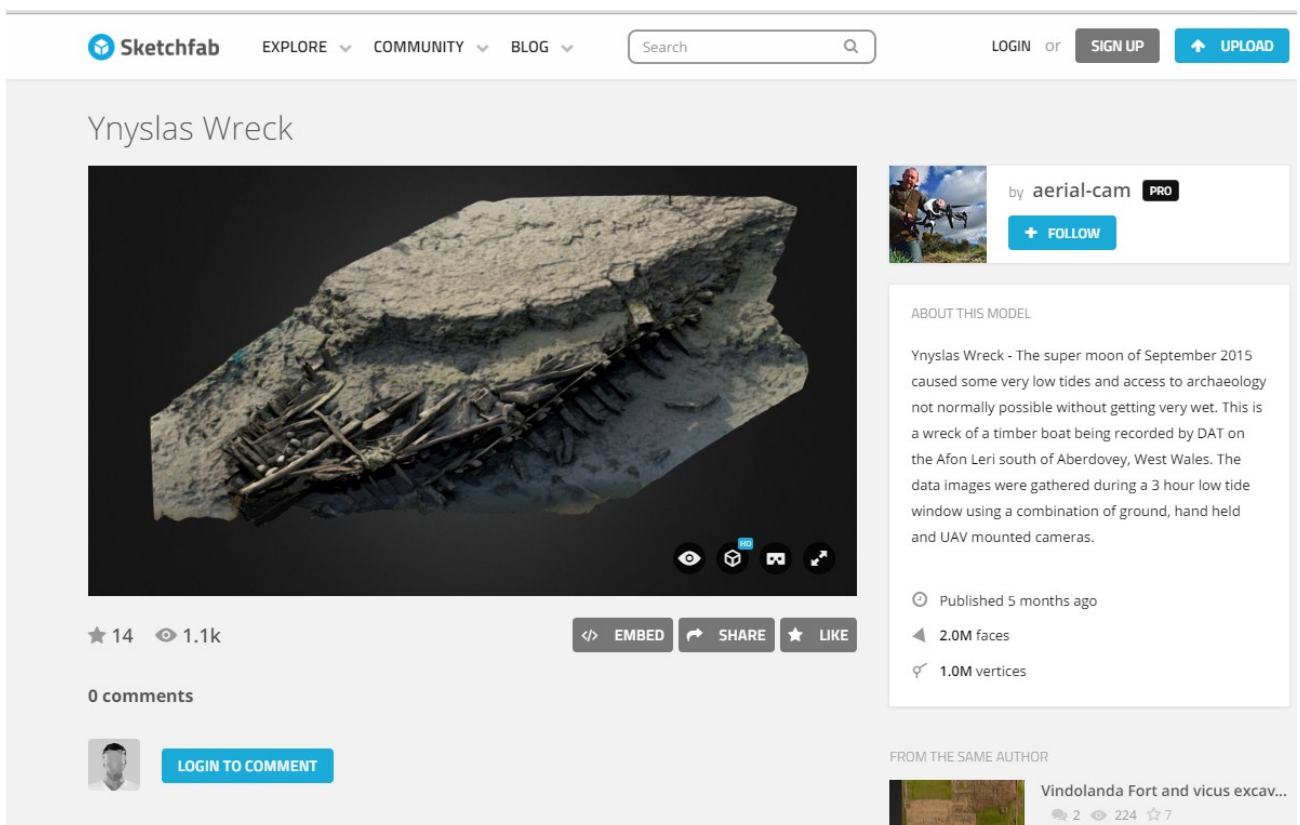 Sketchfab EXPLORE COMMUNITY BLOG Search LOGIN or SIGN UP UPLOAD
Ynyslas Wreck
by aerial-cam PRO
FOLLOW
ABOUT THIS MODEL
Ynyslas Wreck - The super moon of September 2015
caused some very low tides and access to archaeology
not normally possible without getting very wet. This is
a wreck of a timber boat being recorded by DAT on
the Afon Leri south of Aberdovey, West Wales. The
data images were gathered during a 3 hour low tide
window using a combination of ground, hand held
and UAV mounted cameras.
HD
Published 5 months ago
2.0M faces
1.0M vertices
14 1.1k EMBED SHARE LIKE
0 comments
LOGIN TO COMMENT
FROM THE SAME AUTHOR
Vindolanda Fort and vicus excav...
2 224 7